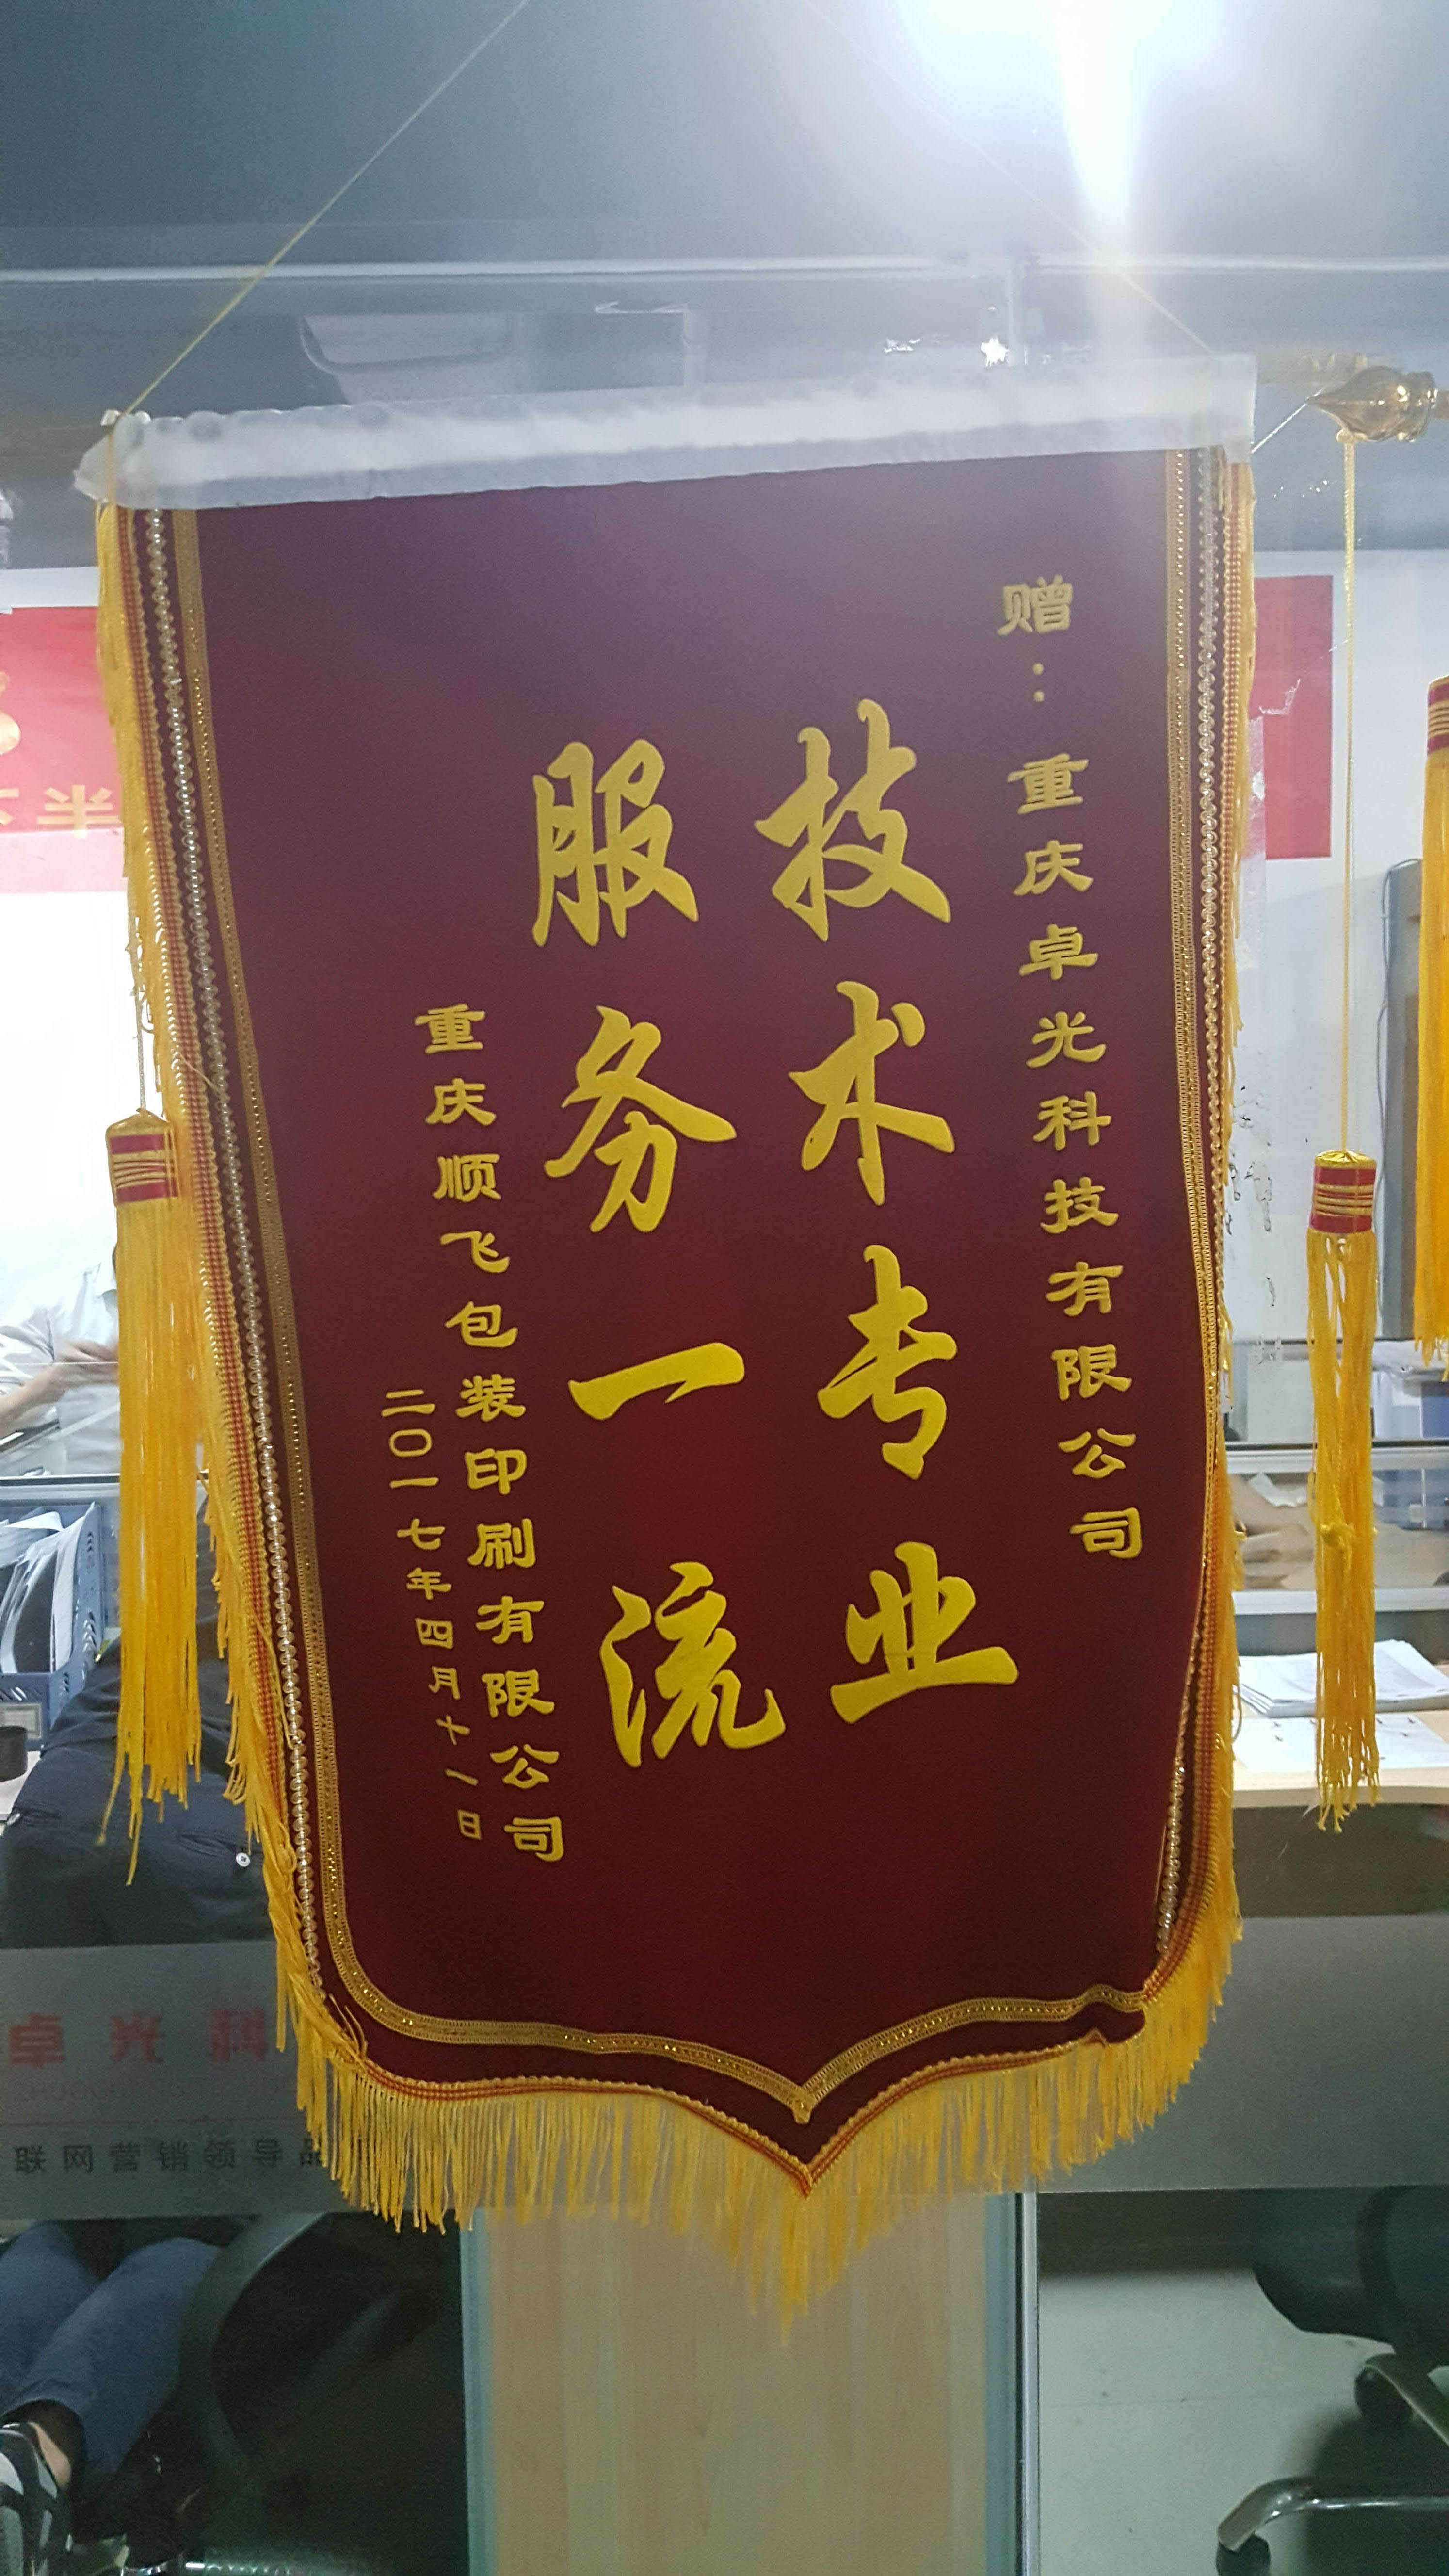 赠：重庆卓光科技有限公司
技术专业
服务一流
重庆顺飞包装印刷有限公司
二〇一七年四月十一日
卓光科
联网营销领导品